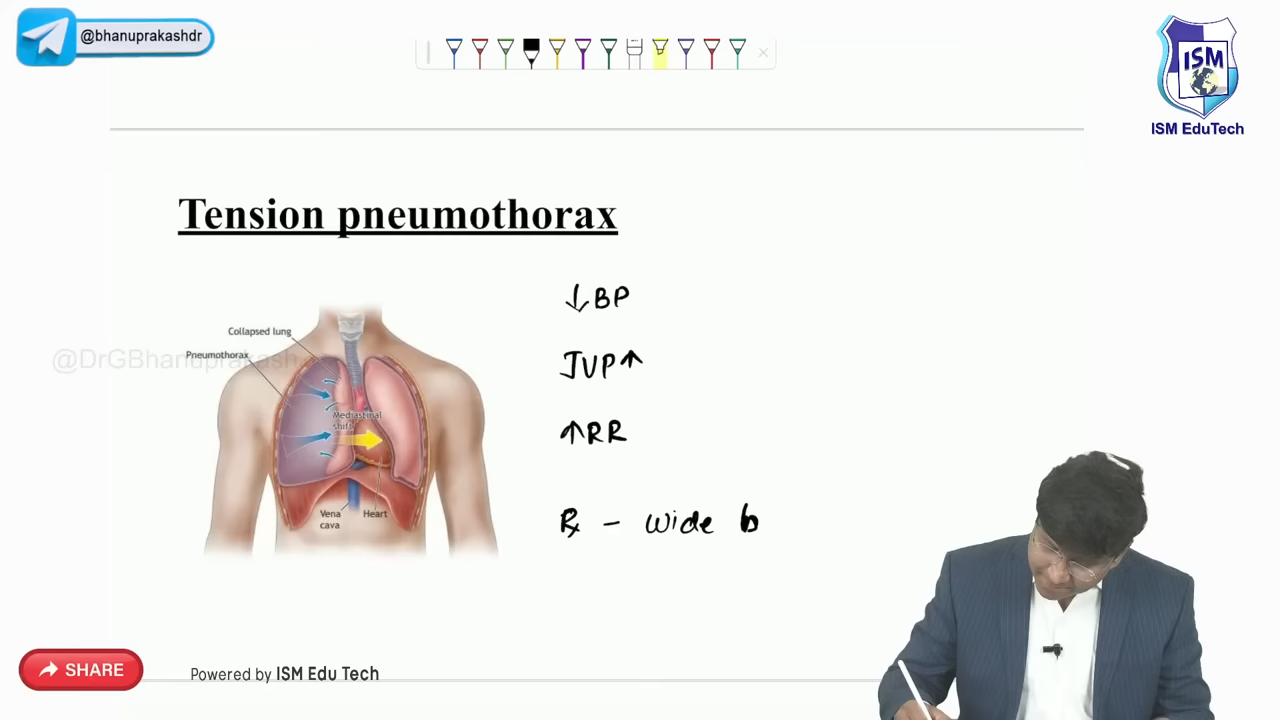 @bhanuprakashdr
ISM
ISM EduTech
Tension pneumothorax
↓BP
Collapsed lung
Pneumothorax
@DrGBhanuprakash
JVP↑
Mediastinal
shift
↑RR
Vena
cava
Heart
Rx - wide b
SHARE
Powered by ISM Edu Tech